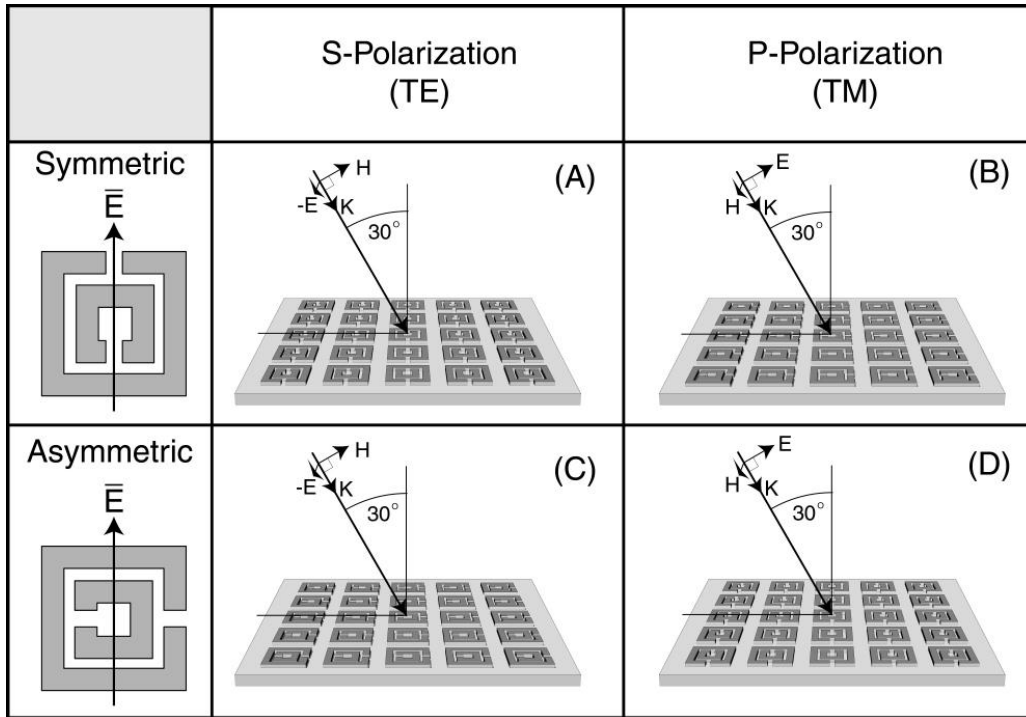 S-Polarization
(TE)
P-Polarization
(TM)
Symmetric
E̅
(A)
H
-E
K
30°
(B)
E
H
K
30°
Asymmetric
E̅
(C)
H
-E
K
30°
(D)
E
H
K
30°